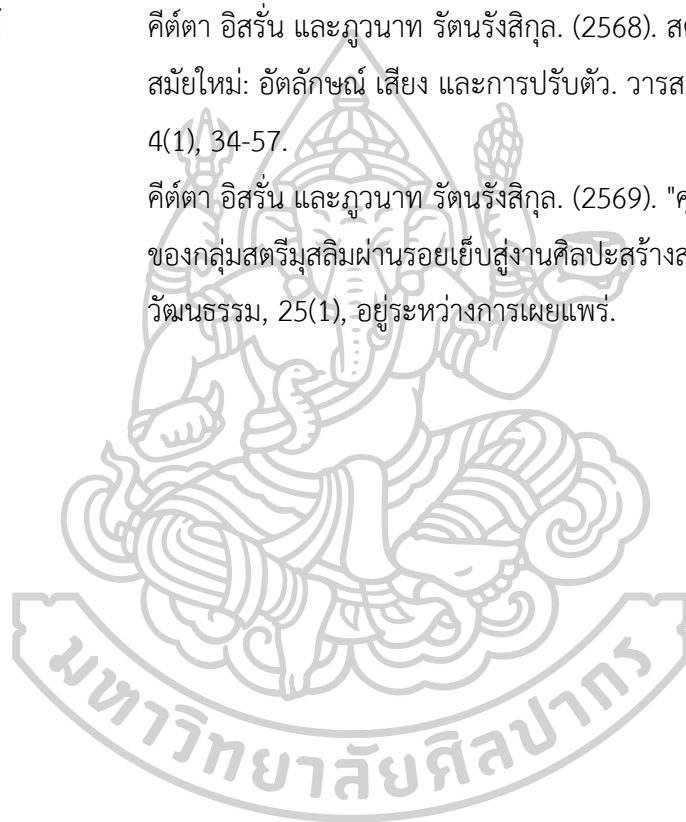 คีต์ตา อิสรั่น และภูวนาท รัตนรังสิกุล. (2568).
สมัยใหม่: อัตลักษณ์ เสียง และการปรับตัว. วารส
4(1), 34-57.
คีต์ตา อิสรั่น และภูวนาท รัตนรังสิกุล. (2569).
ของกลุ่มสตรีมุสลิมผ่านรอยเย็บสู่งานศิลปะสร้างส
วัฒนธรรม, 25(1), อยู่ระหว่างการเผยแพร่.
มหาวิทยาลัยศิลปากร